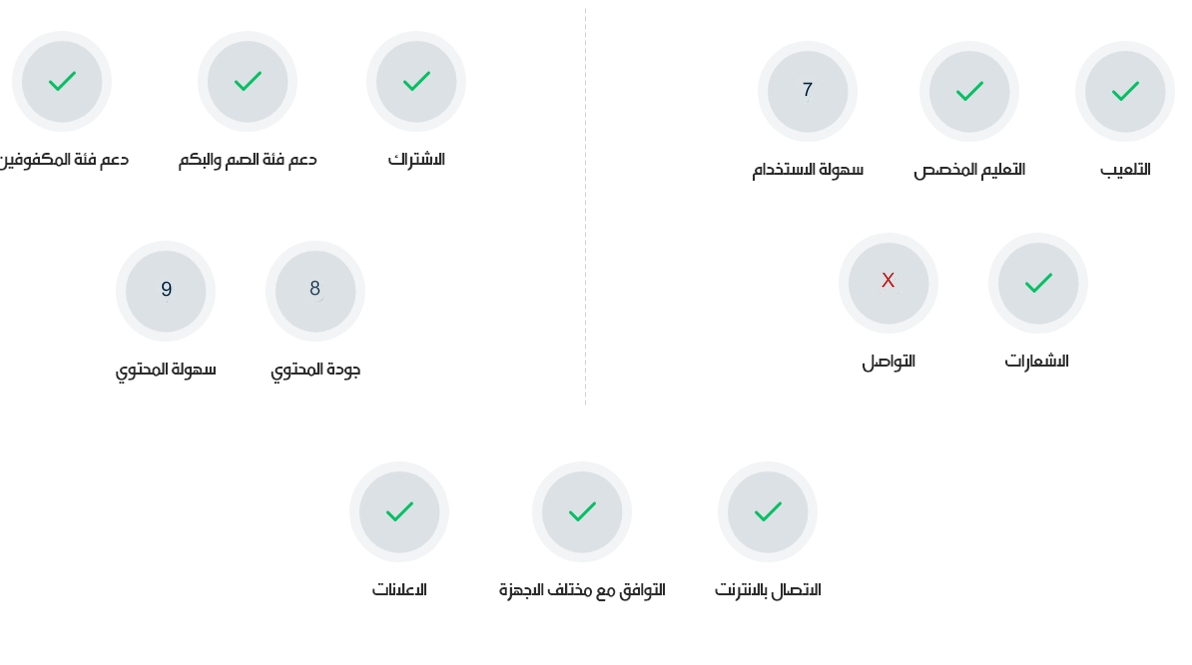 7
التلعيب
التعليم المخصص
سهولة الاستخدام
X
الاشعارات
التواصل
الاشتراك
دعم فئة الصم والبكم
دعم فئة المكفوفين
8
9
جودة المحتوي
سهولة المحتوي
الاتصال بالانترنت
التوافق مع مختلف الاجهزة
الاعلانات